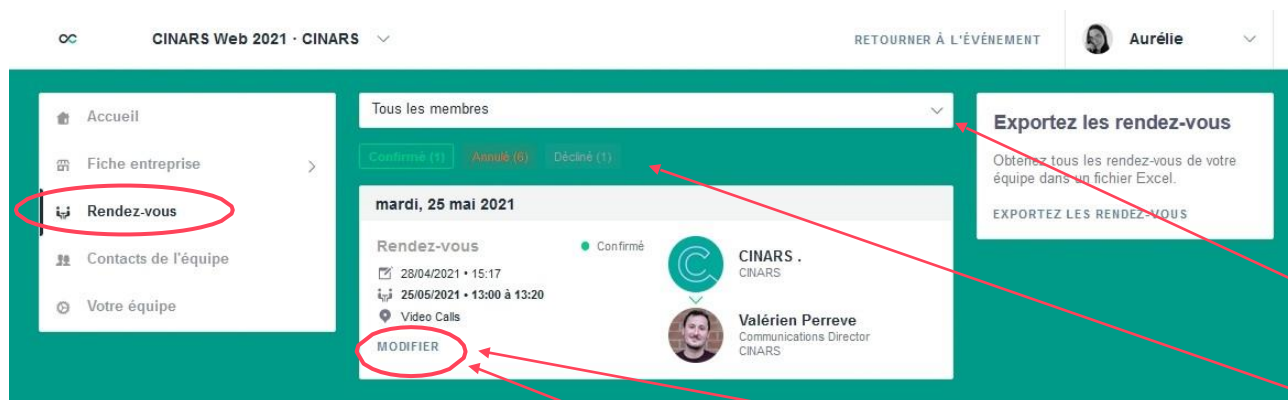 CINARS Web 2021 · CINARS
RETOURNER À L'ÉVÉNEMENT
Aurélie
Accueil
Fiche entreprise
Rendez-vous
Contacts de l'équipe
Votre équipe
Tous les membres
Confirmé (1) Annulé (6) Décliné (1)
mardi, 25 mai 2021
Rendez-vous
Confirmé
28/04/2021 • 15:17
25/05/2021 • 13:00 à 13:20
Video Calls
MODIFIER
CINARS .
CINARS
Valérien Perreve
Communications Director
CINARS
Exportez les rendez-vous
Obtenez tous les rendez-vous de votre
équipe dans un fichier Excel.
EXPORTEZ LES RENDEZ-VOUS